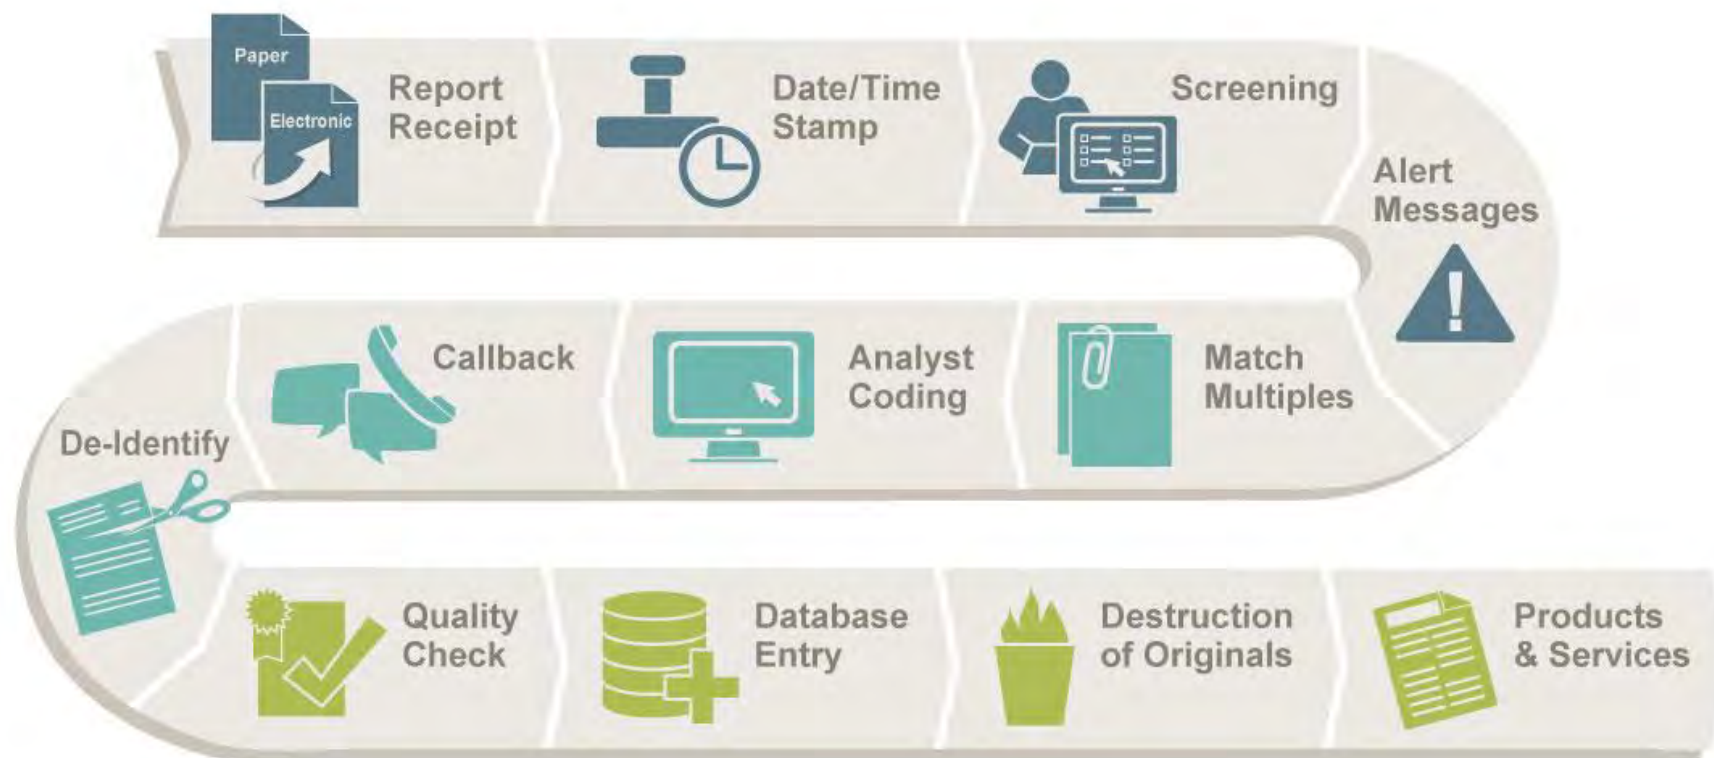 Paper
Electronic
Report
Receipt
Date/Time
Stamp
Screening
Alert
Messages
Match
Multiples
Analyst
Coding
Callback
De-Identify
Quality
Check
Database
Entry
Destruction
of Originals
Products
& Services